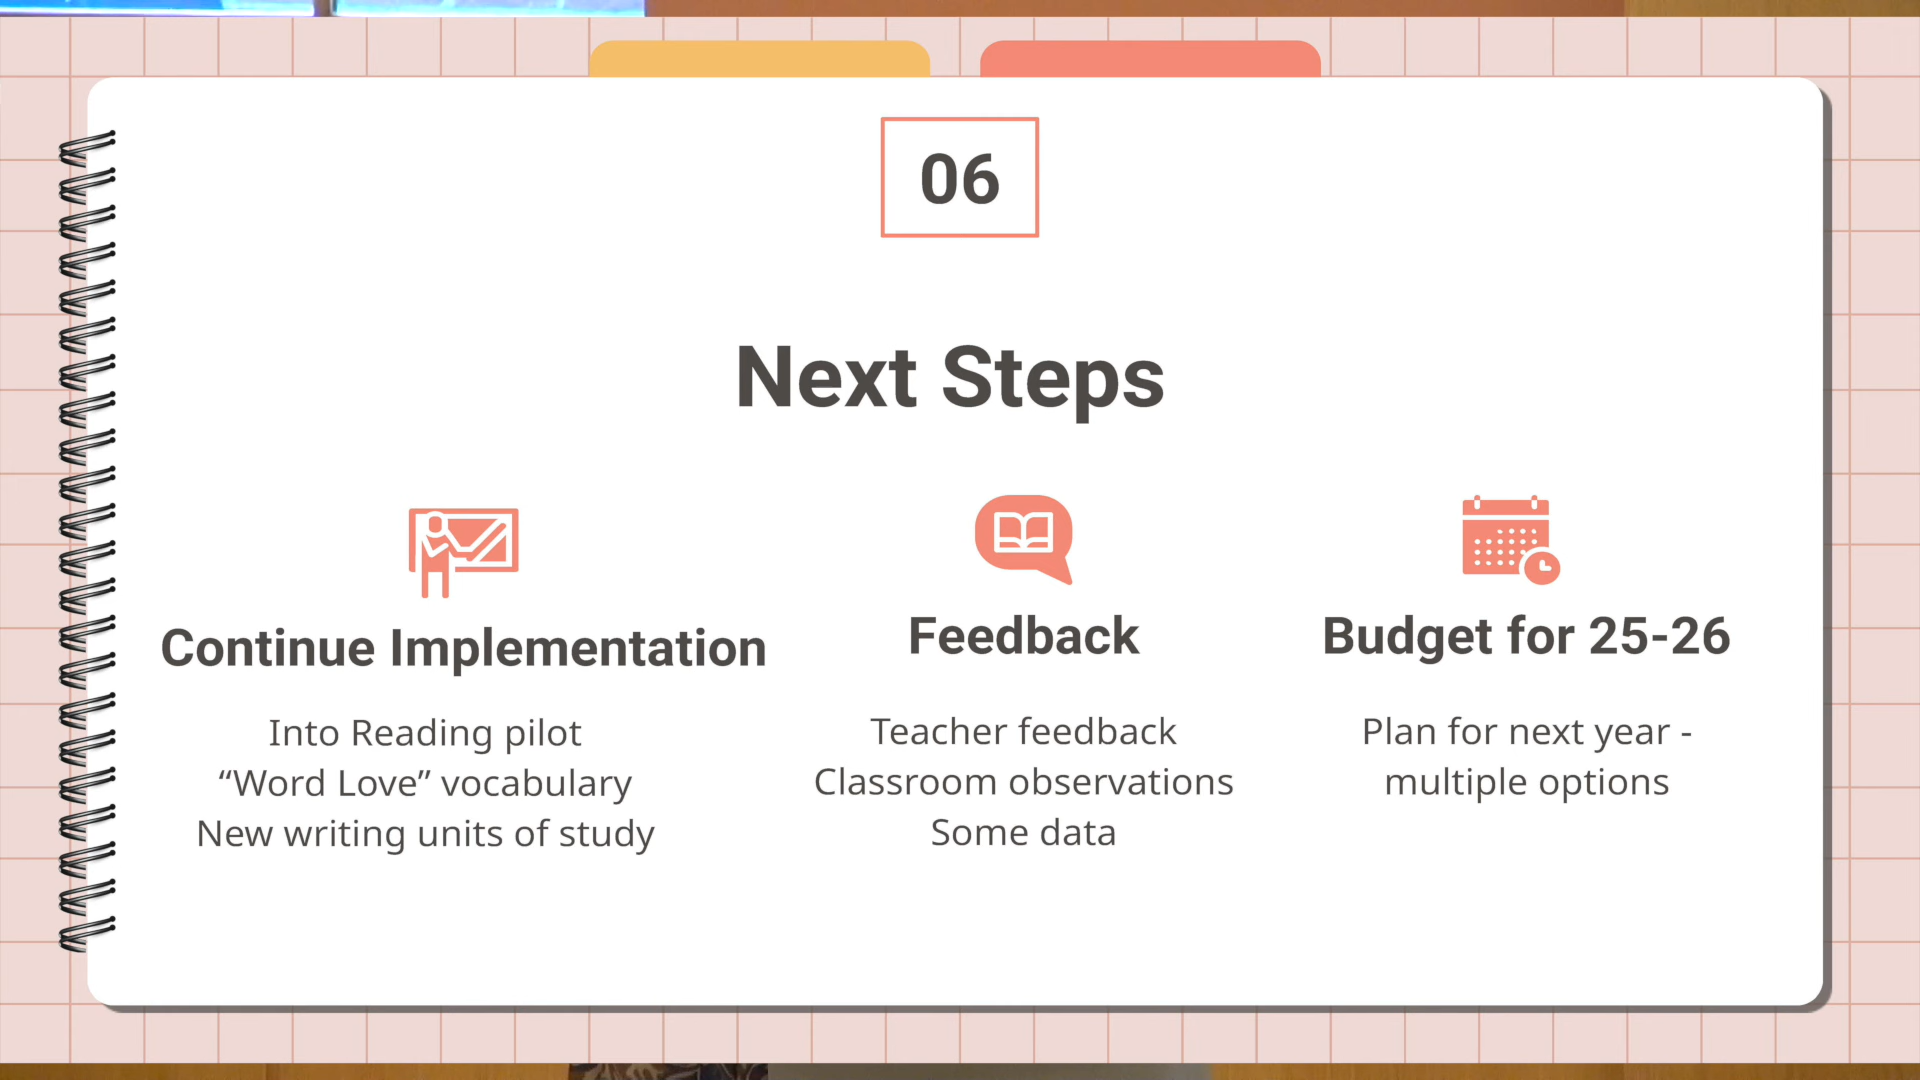 06
Next Steps
Continue Implementation
Into Reading pilot
“Word Love” vocabulary
New writing units of study
Feedback
Teacher feedback
Classroom observations
Some data
Budget for 25-26
Plan for next year -
multiple options